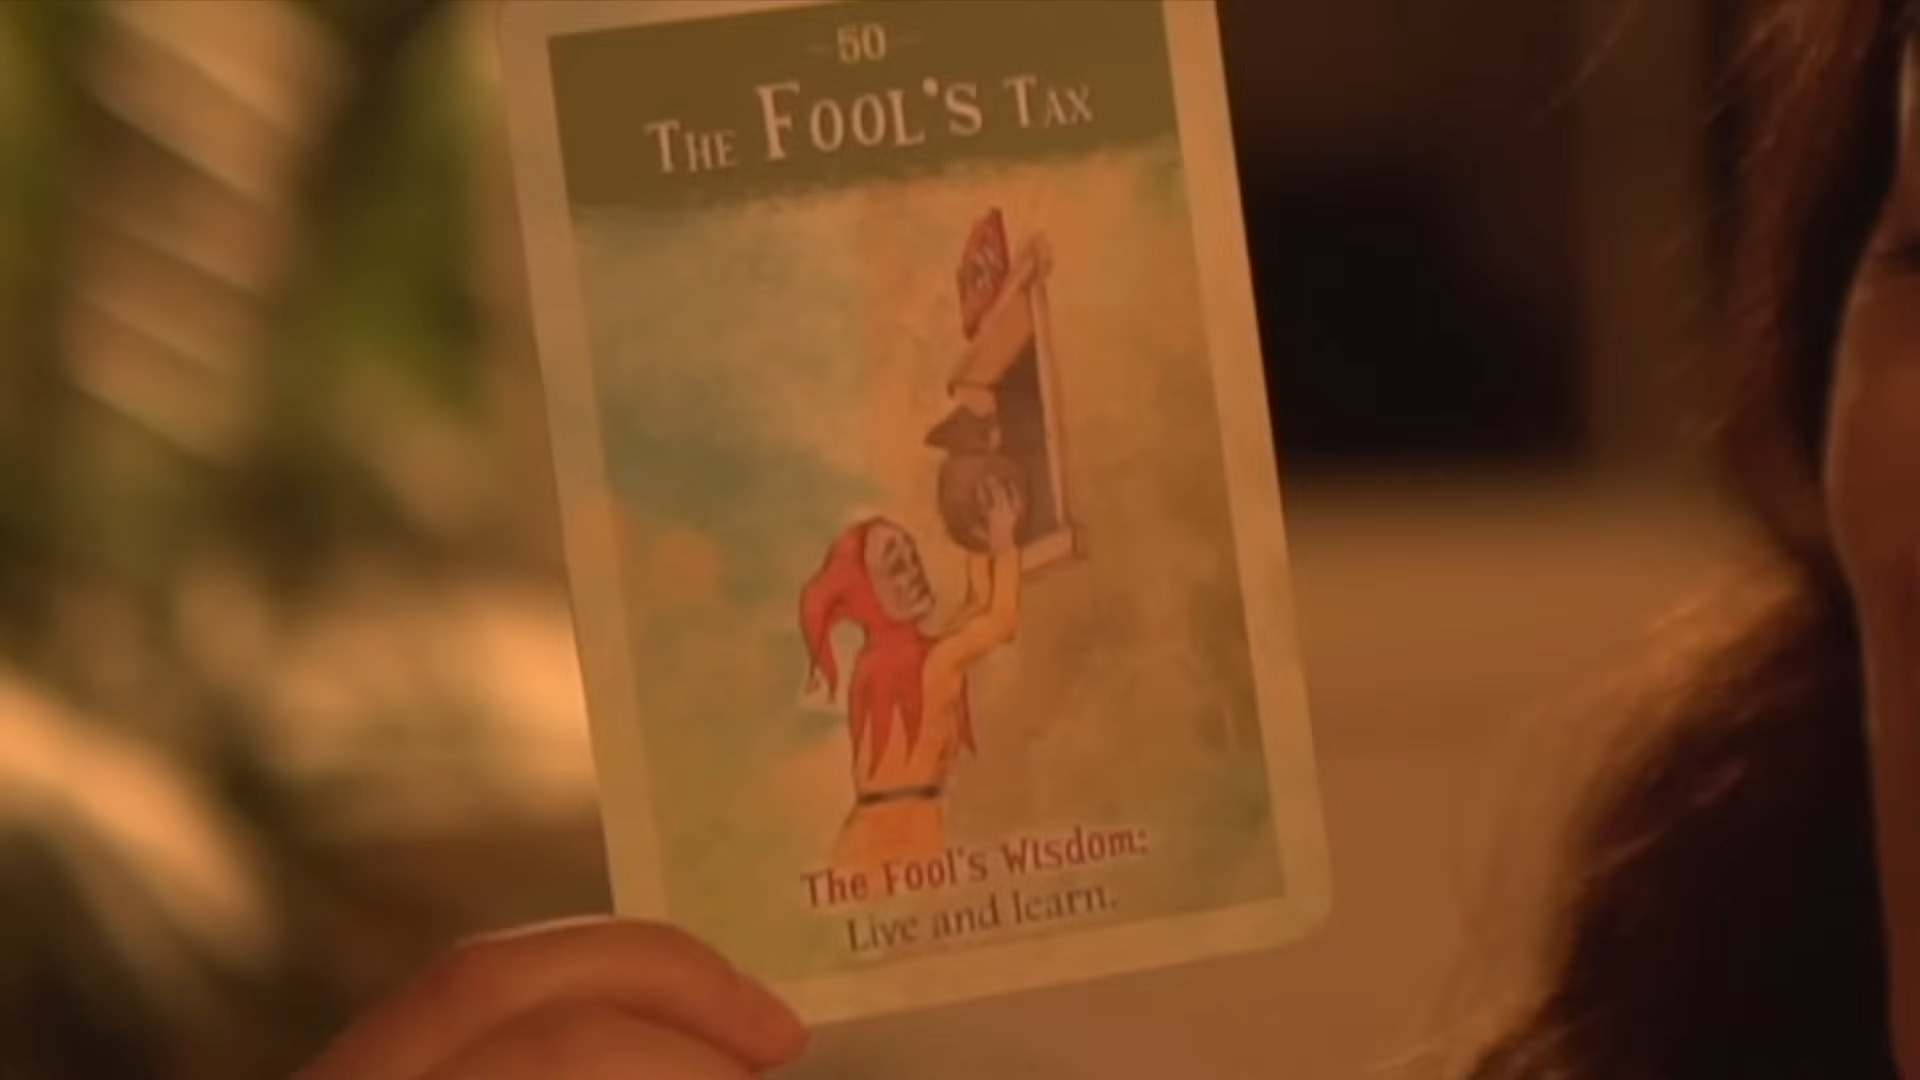 ~50~
THE FOOL'S TAX
The Fool's Wisdom:
Live and learn.